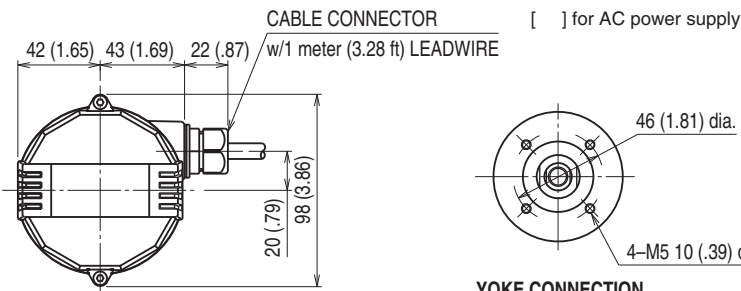 CABLE CONNECTOR
w/1 meter (3.28 ft) LEADWIRE
[ ] for AC power supply
42 (1.65)
43 (1.69)
22 (.87)
20 (.79)
98 (3.86)
46 (1.81) dia.
4–M5 10 (.39)
YOKE CONNECTION